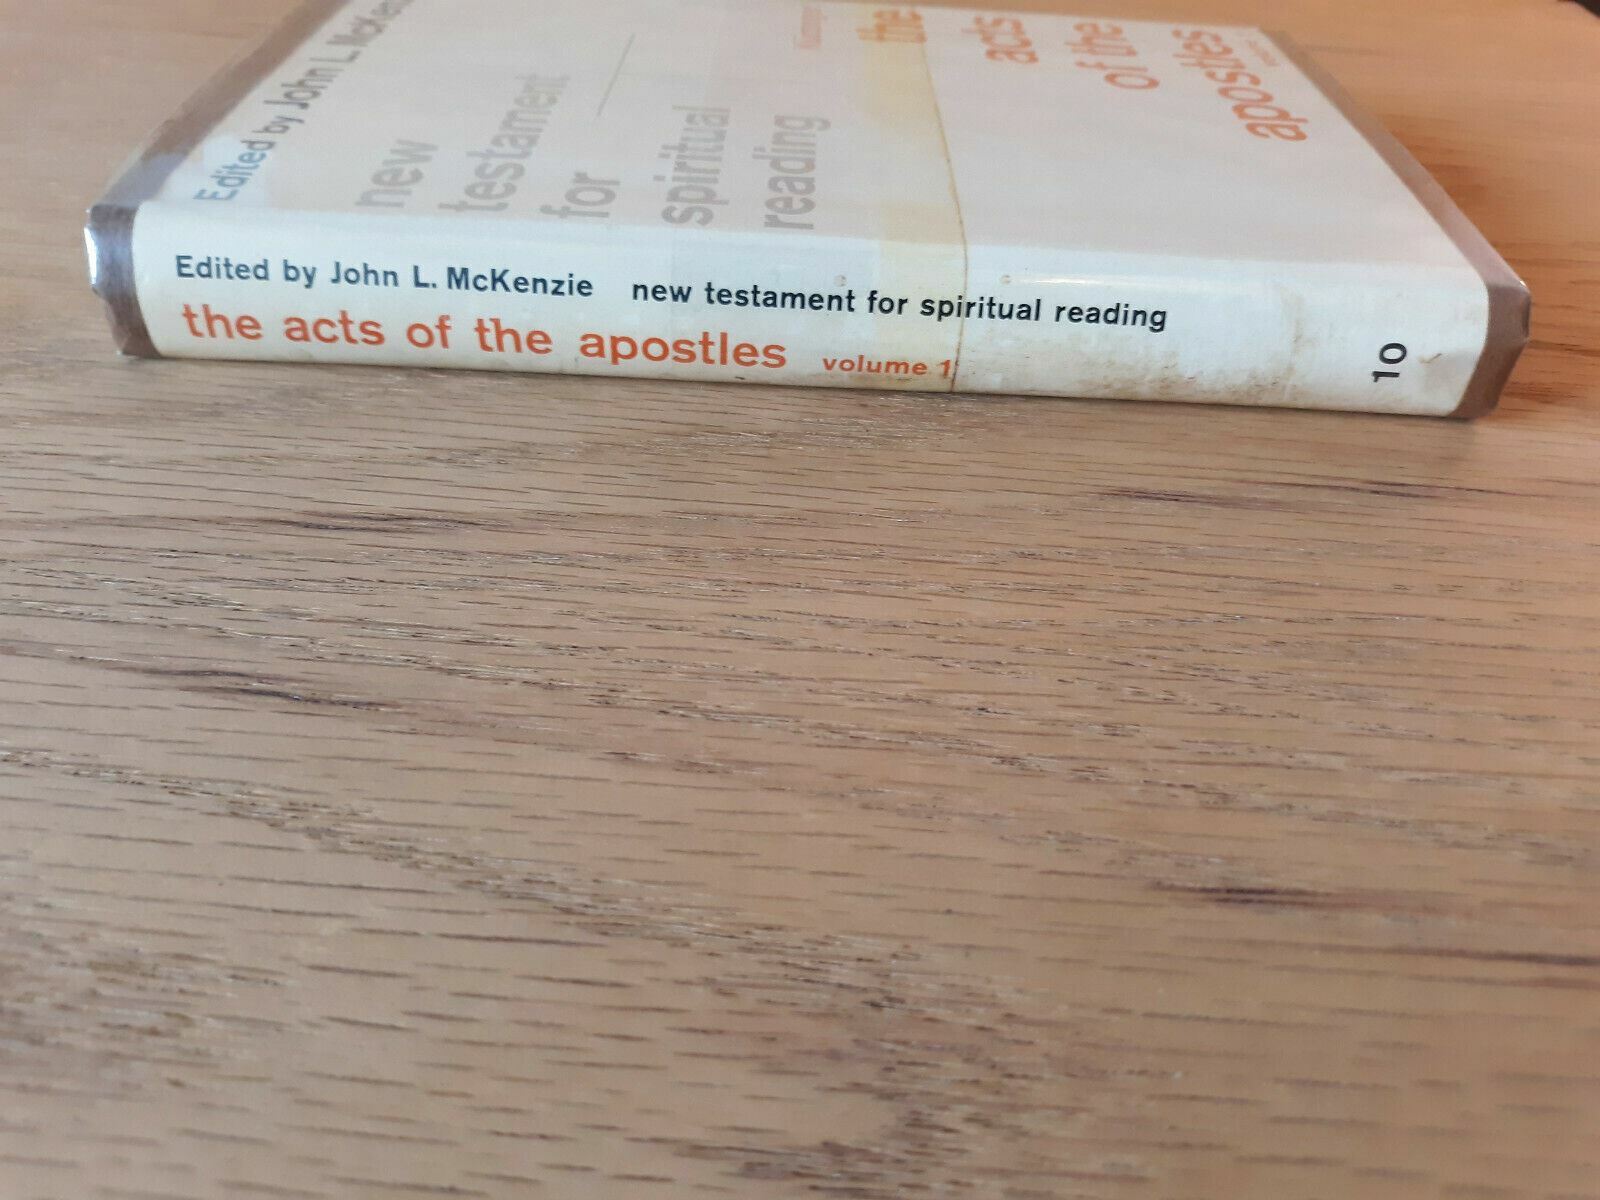 Edited by John L. McKenzie
new
testament
for
spiritual
reading
the
acts
of the
apostles
Edited by John L. McKenzie new testament for spiritual reading
the acts of the apostles volume 1
10